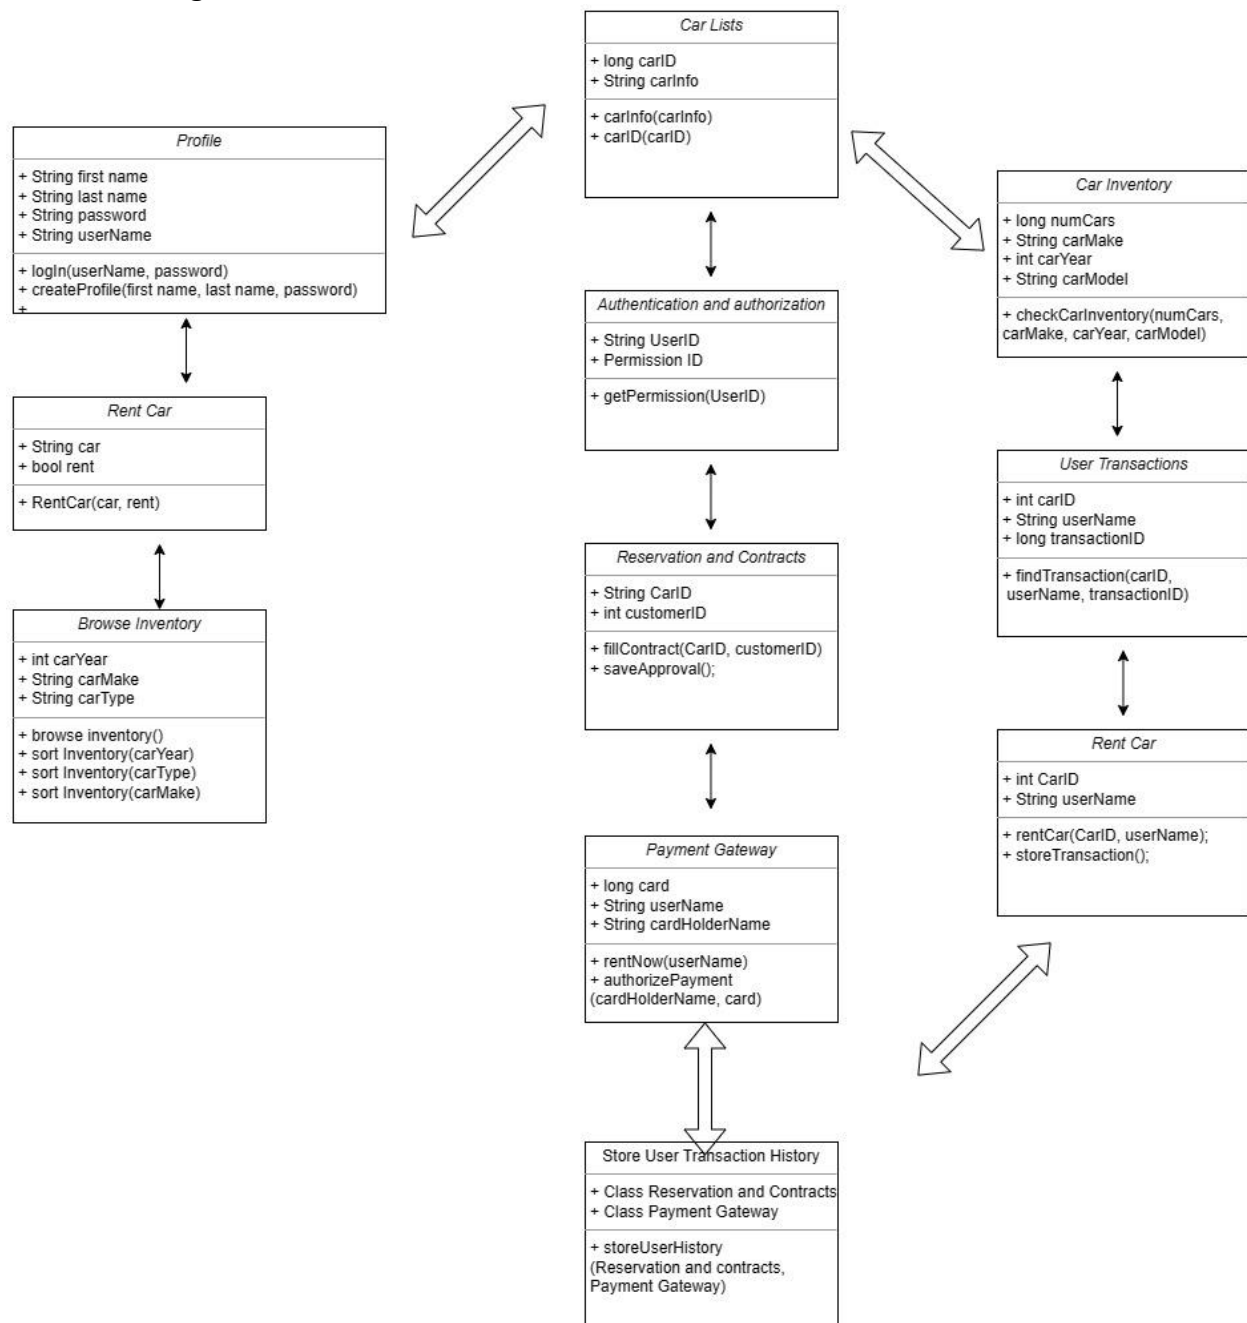 Car Lists
+ long carID
+ String carInfo
+ carInfo(carInfo)
+ carID(carID)
Profile
+ String first name
+ String last name
+ String password
+ String userName
+ logIn(userName, password)
+ createProfile(first name, last name, password)
+
Car Inventory
+ long numCars
+ String carMake
+ int carYear
+ String carModel
+ checkCarInventory(numCars,
carMake, carYear, carModel)
Authentication and authorization
+ String UserID
+ Permission ID
+ getPermission(UserID)
Rent Car
+ String car
+ bool rent
+ RentCar(car, rent)
User Transactions
+ int carID
+ String userName
+ long transactionID
+ findTransaction(carID,
userName, transactionID)
Reservation and Contracts
+ String CarID
+ int customerID
+ fillContract(CarID, customerID)
+ saveApproval();
Browse Inventory
+ int carYear
+ String carMake
+ String carType
+ browse inventory()
+ sort Inventory(carYear)
+ sort Inventory(carType)
+ sort Inventory(carMake)
Rent Car
+ int CarID
+ String userName
+ rentCar(CarID, userName);
+ storeTransaction();
Payment Gateway
+ long card
+ String userName
+ String cardHolderName
+ rentNow(userName)
+ authorizePayment
(cardHolderName, card)
Store User Transaction History
+ Class Reservation and Contracts
+ Class Payment Gateway
+ storeUserHistory
(Reservation and contracts,
Payment Gateway)